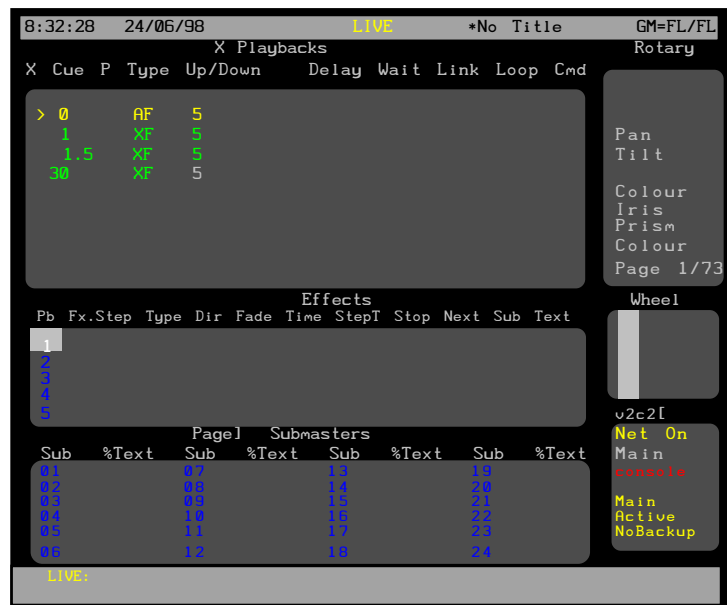 8:32:28 24/06/98 LIVE *No Title GM=FL/FL
X Playbacks
Rotary
X Cue P Type Up/Down Delay Wait Link Loop Cmd
> 0 AF 5
1 XF 5
1.5 XF 5
30 XF 5
Pan
Tilt
Colour
Iris
Prism
Colour
Page 1/73
Effects
Wheel
Pb Fx.Step Type Dir Fade Time StepT Stop Next Sub Text
1
2
3
4
5
v2c2[
Page] Submasters
Net On
Main
console
Main
Active
NoBackup
Sub %Text Sub %Text Sub %Text Sub %Text
01 07 13 19
02 08 14 20
03 09 15 21
04 10 16 22
05 11 17 23
06 12 18 24
LIVE: